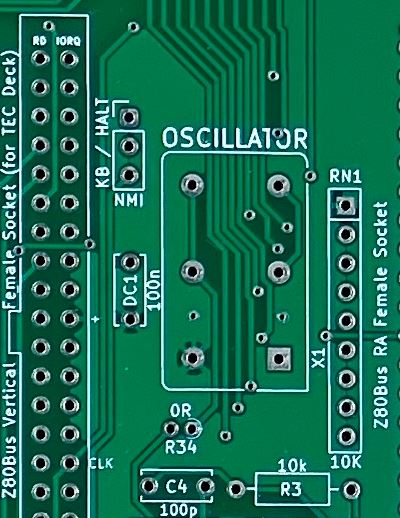 RD IORQ
Z80Bus Vertical Female Socket (for TEC Deck)
KB / HALT
NMI
OSCILLATOR
RN1
DC1
100n
+
X1
Z80Bus RA Female Socket
0R
R34
CLK
10K
10k
C4
R3
100p